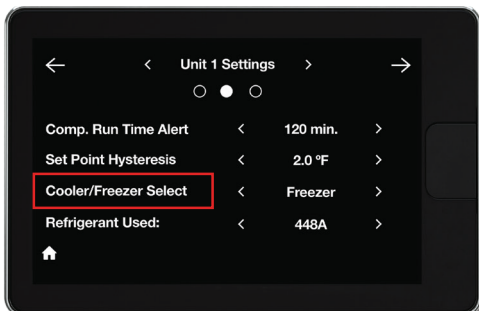 Unit 1 Settings
Comp. Run Time Alert < 120 min. >
Set Point Hysteresis < 2.0 ºF >
Cooler/Freezer Select < Freezer >
Refrigerant Used: < 448A >